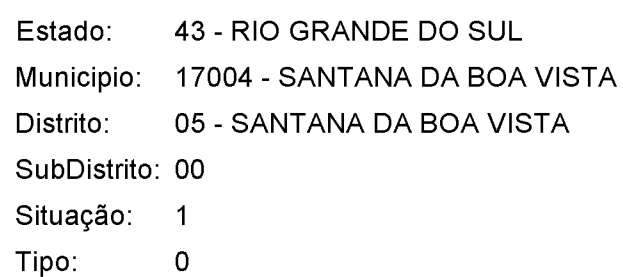 Estado: 43 - RIO GRANDE DO SUL
Municipio: 17004 - SANTANA DA BOA VISTA
Distrito: 05 - SANTANA DA BOA VISTA
SubDistrito: 00
Situação: 1
Tipo: 0